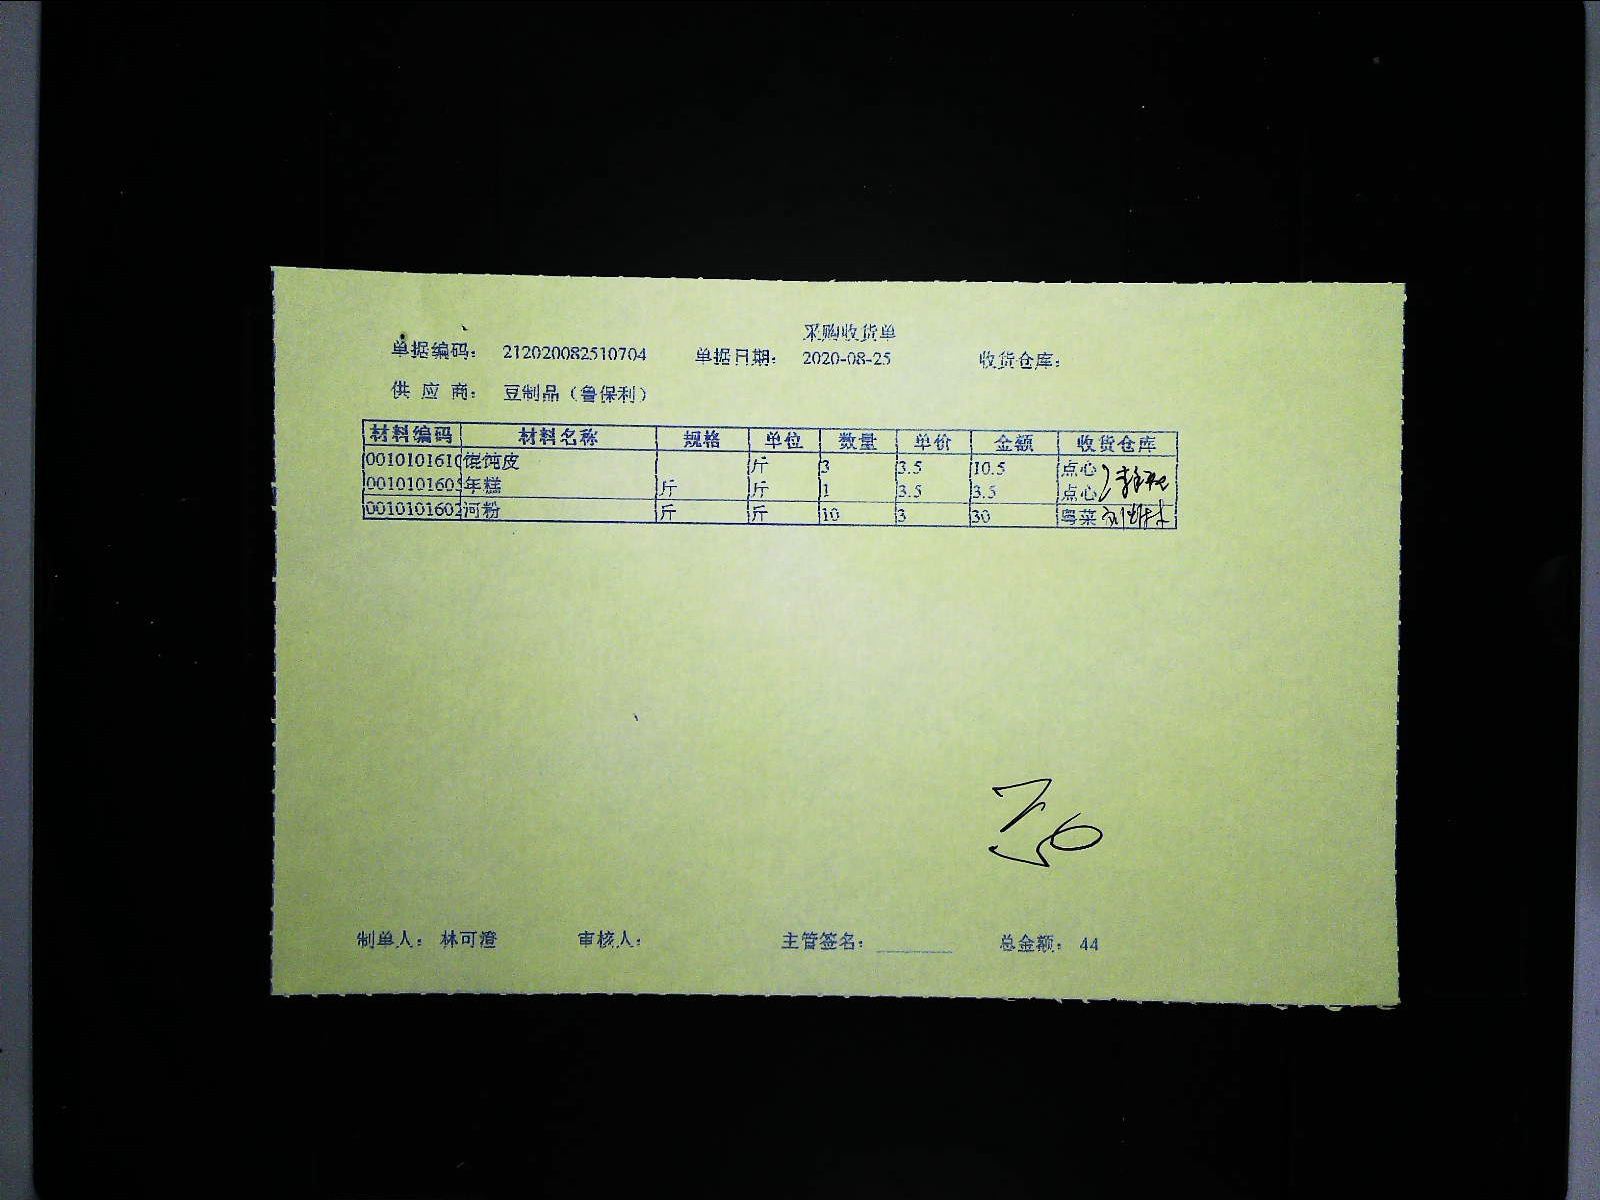 采购收货单
单据编码： 212020082510704 单据日期： 2020-08-25 收货仓库：
供 应 商： 豆制品（鲁保利）
材料编码 材料名称 规格 单位 数量 单价 金额 收货仓库
0010101610 馄饨皮 斤 3 3.5 10.5 点心
0010101605 年糕 斤 斤 1 3.5 3.5 点心
0010101602 河粉 斤 斤 10 3 30 粤菜
制单人： 林可澄 审核人： 主管签名： 总金额： 44